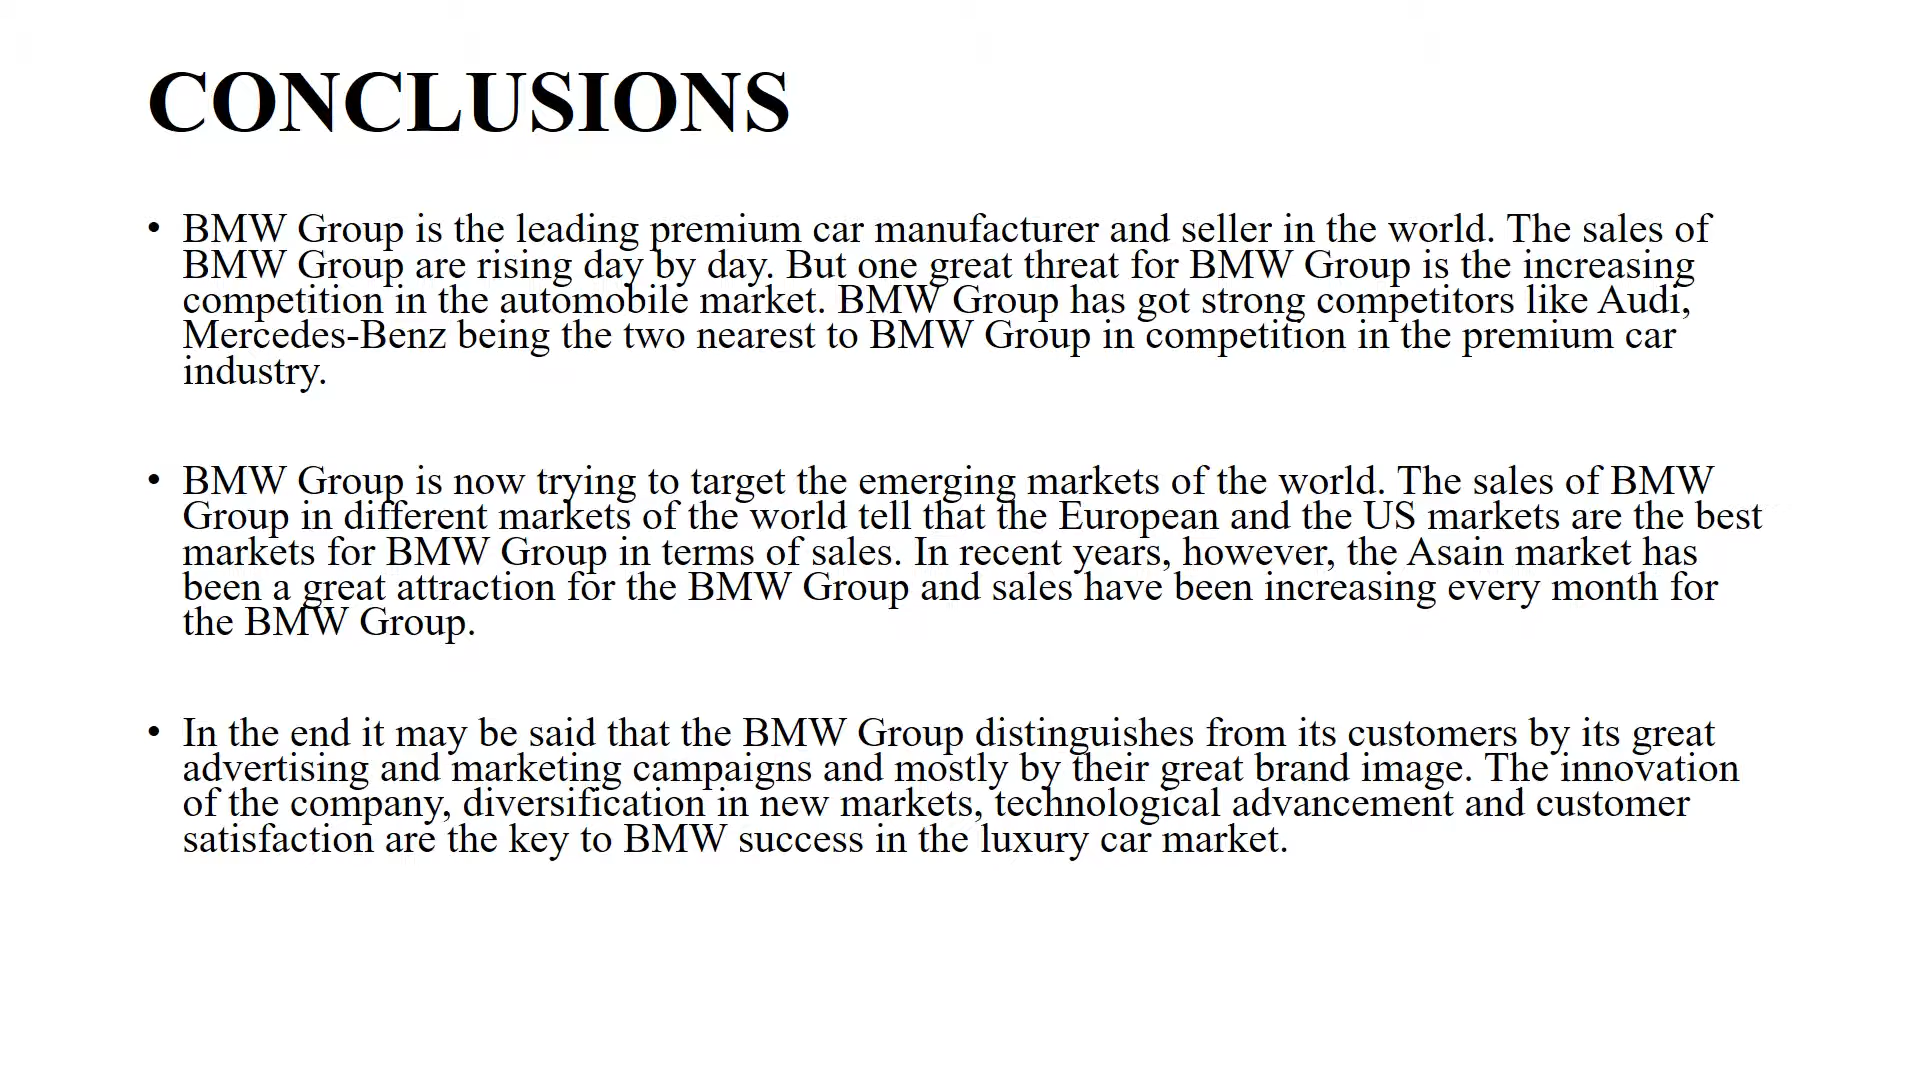 CONCLUSIONS
• BMW Group is the leading premium car manufacturer and seller in the world. The sales of
BMW Group are rising day by day. But one great threat for BMW Group is the increasing
competition in the automobile market. BMW Group has got strong competitors like Audi,
Mercedes-Benz being the two nearest to BMW Group in competition in the premium car
industry.
• BMW Group is now trying to target the emerging markets of the world. The sales of BMW
Group in different markets of the world tell that the European and the US markets are the best
markets for BMW Group in terms of sales. In recent years, however, the Asain market has
been a great attraction for the BMW Group and sales have been increasing every month for
the BMW Group.
• In the end it may be said that the BMW Group distinguishes from its customers by its great
advertising and marketing campaigns and mostly by their great brand image. The innovation
of the company, diversification in new markets, technological advancement and customer
satisfaction are the key to BMW success in the luxury car market.